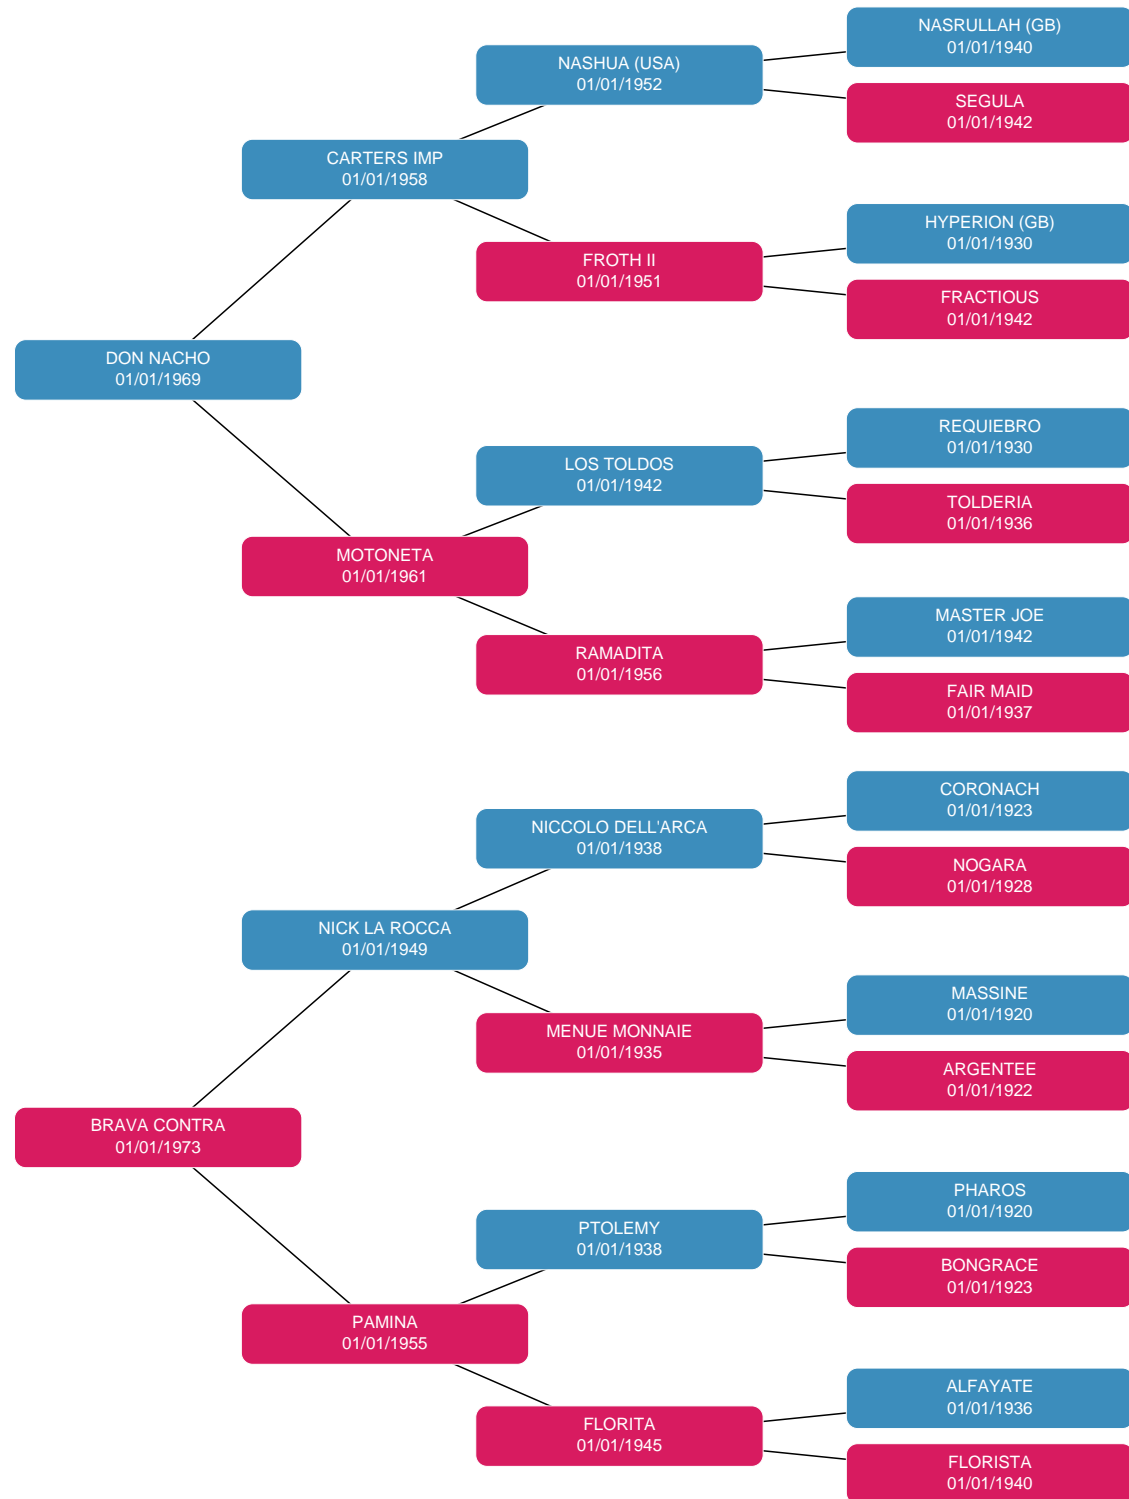 NASRULLAH (GB)
01/01/1940
NASHUA (USA)
01/01/1952
SEGULA
01/01/1942
CARTERS IMP
01/01/1958
HYPERION (GB)
01/01/1930
FROTH II
01/01/1951
FRACTIOUS
01/01/1942
DON NACHO
01/01/1969
REQUIEBRO
01/01/1930
LOS TOLDOS
01/01/1942
TOLDERIA
01/01/1936
MOTONETA
01/01/1961
MASTER JOE
01/01/1942
RAMADITA
01/01/1956
FAIR MAID
01/01/1937
CORONACH
01/01/1923
NICCOLO DELL'ARCA
01/01/1938
NOGARA
01/01/1928
NICK LA ROCCA
01/01/1949
MASSINE
01/01/1920
MENUE MONNAIE
01/01/1935
ARGENTEE
01/01/1922
BRAVA CONTRA
01/01/1973
PHAROS
01/01/1920
PTOLEMY
01/01/1938
BONGRACE
01/01/1923
PAMINA
01/01/1955
ALFAYATE
01/01/1936
FLORITA
01/01/1945
FLORISTA
01/01/1940